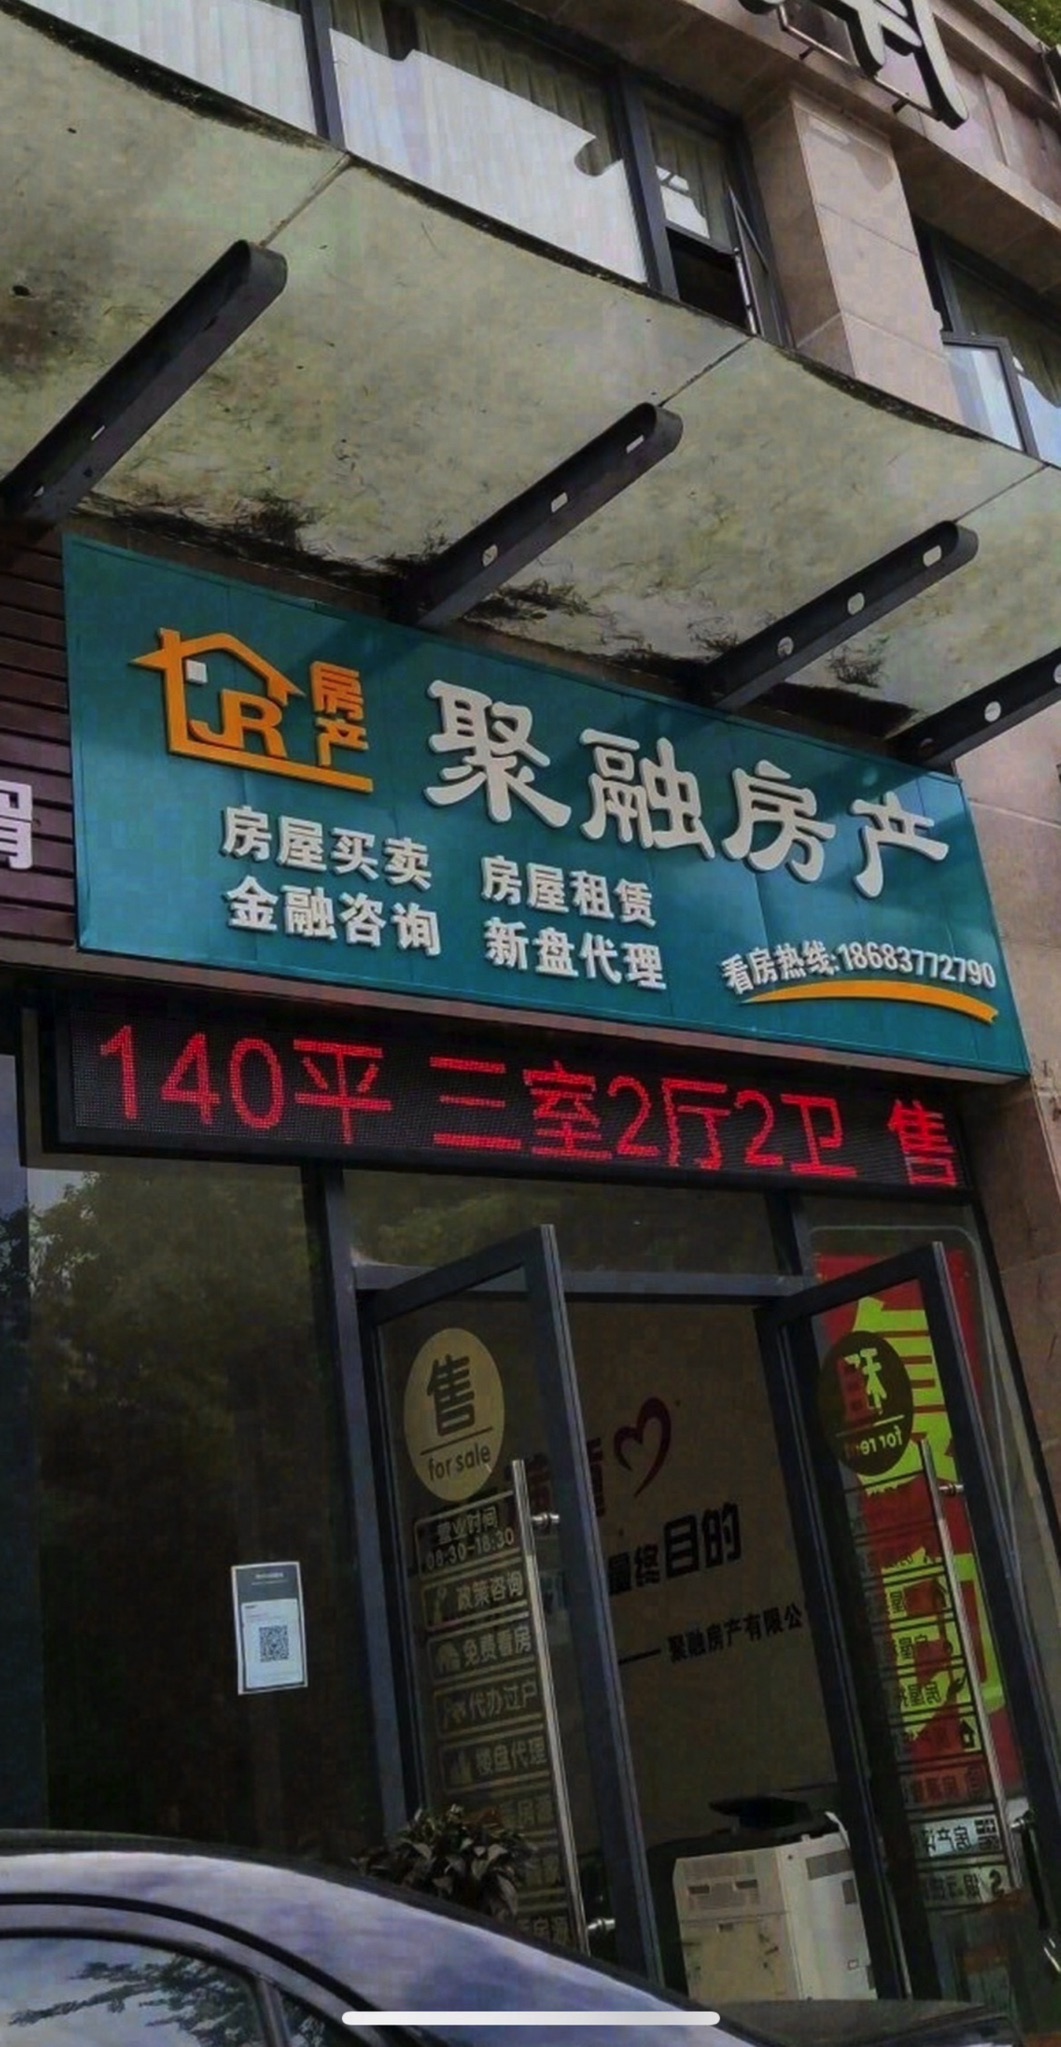 JR
房产
聚融房产
房屋买卖 房屋租赁
金融咨询 新盘代理
看房热线:18683772790
140平 三室2厅2卫 售
售
for sale
租
for rent
营业时间
08:30-18:30
政策咨询
免费看房
代办过户
楼盘代理
最终目的
—— 聚融房产有限公